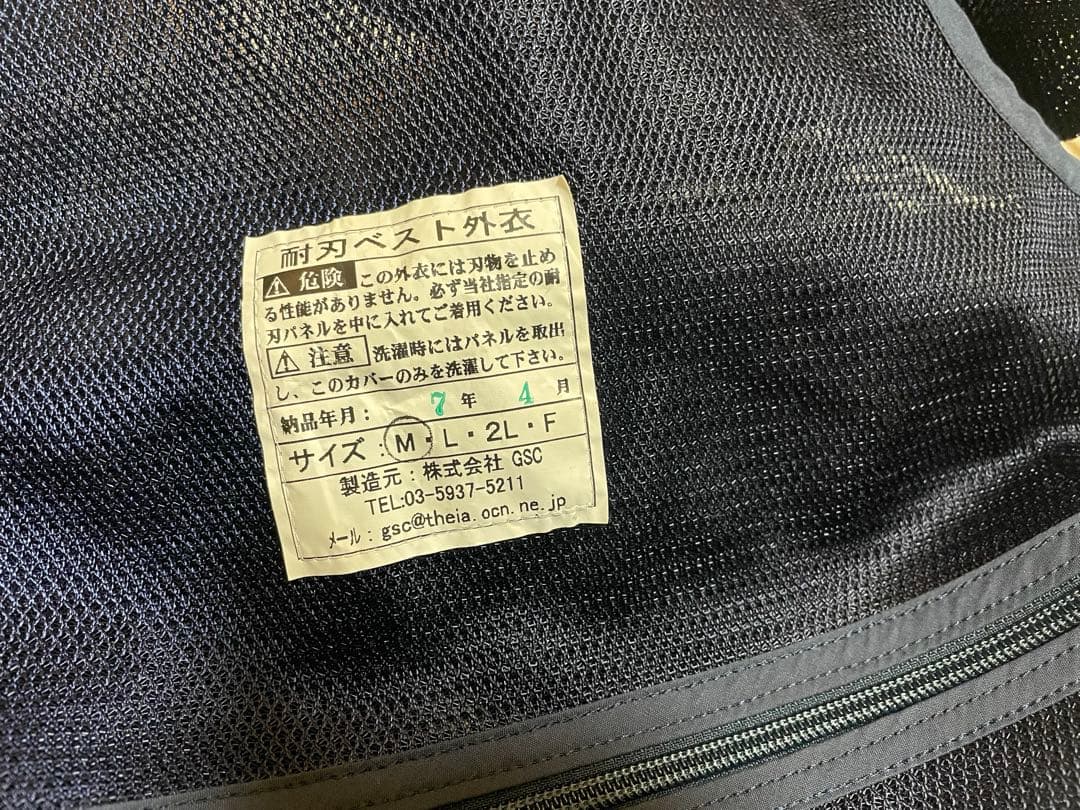 耐刃ベスト外衣
⚠ 危険 この外衣には刃物を止め
る性能がありません。必ず当社指定の耐
刃パネルを中に入れてご着用ください。
⚠ 注意 洗濯時にはパネルを取出
し、このカバーのみを洗濯して下さい。
納品年月： 7 年 4 月
サイズ：M・L・2L・F
製造元：株式会社 GSC
TEL:03-5937-5211
メール：gsc@theia.ocn.ne.jp